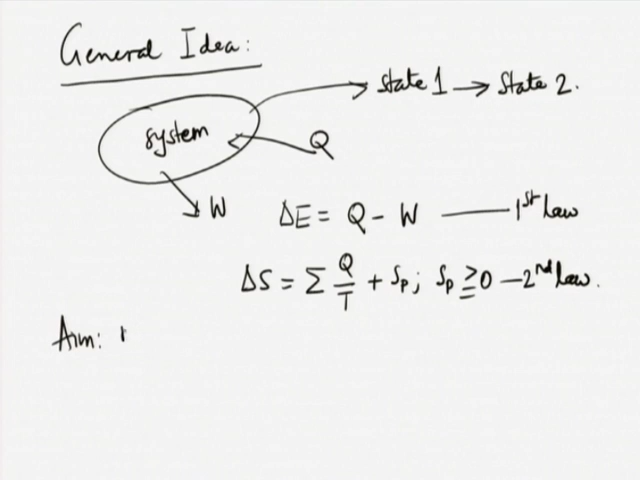 General Idea:
State 1 → State 2.
system
Q
W
ΔE = Q - W — 1st Law
ΔS = Σ Q/T + Sp; Sp ≥ 0 — 2nd Law.
Aim: